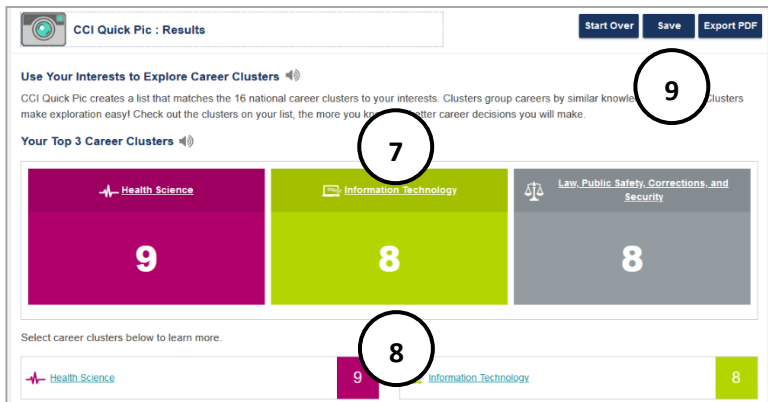 CCI Quick Pic : Results
Start Over
Save
Export PDF
Use Your Interests to Explore Career Clusters
CCI Quick Pic creates a list that matches the 16 national career clusters to your interests. Clusters group careers by similar Clusters
make exploration easy! Check out the clusters on your list, the more you career decisions you will make.
9
Your Top 3 Career Clusters
7
Health Science
Information Technology
Law, Public Safety, Corrections, and
Security
9
8
8
Select career clusters below to learn more.
8
Health Science
9
Information Technology
8